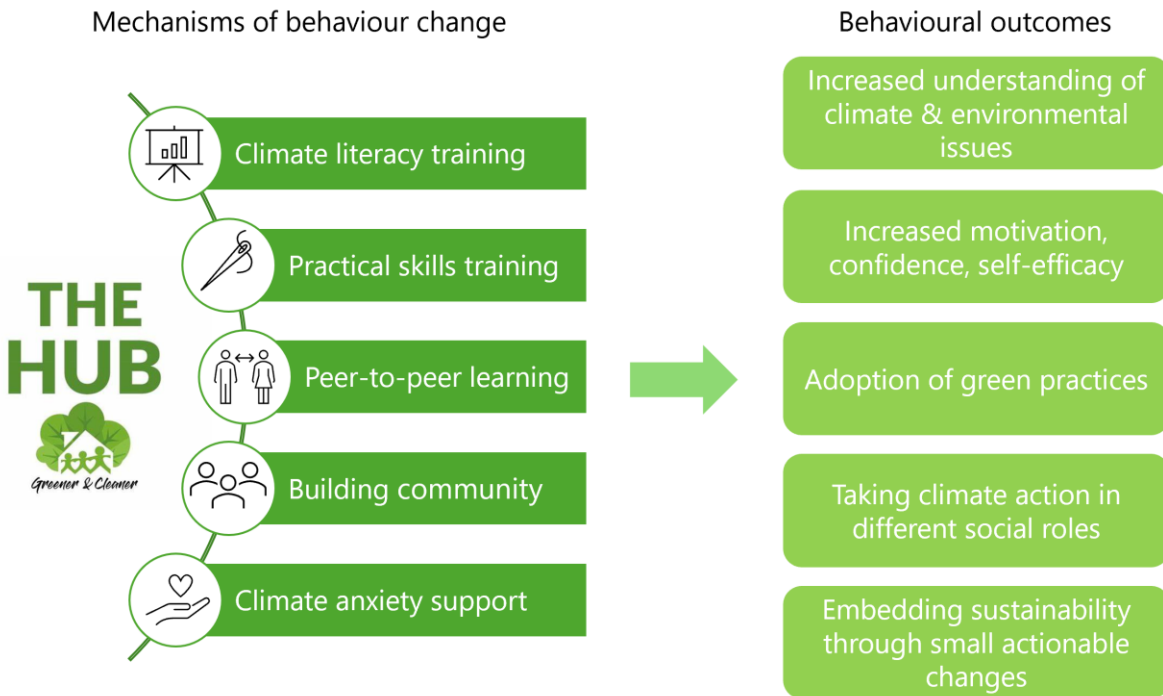 Mechanisms of behaviour change
Climate literacy training
Practical skills training
THE
HUB
Greener & Cleaner
Peer-to-peer learning
Building community
Climate anxiety support
Behavioural outcomes
Increased understanding of
climate & environmental
issues
Increased motivation,
confidence, self-efficacy
Adoption of green practices
Taking climate action in
different social roles
Embedding sustainability
through small actionable
changes